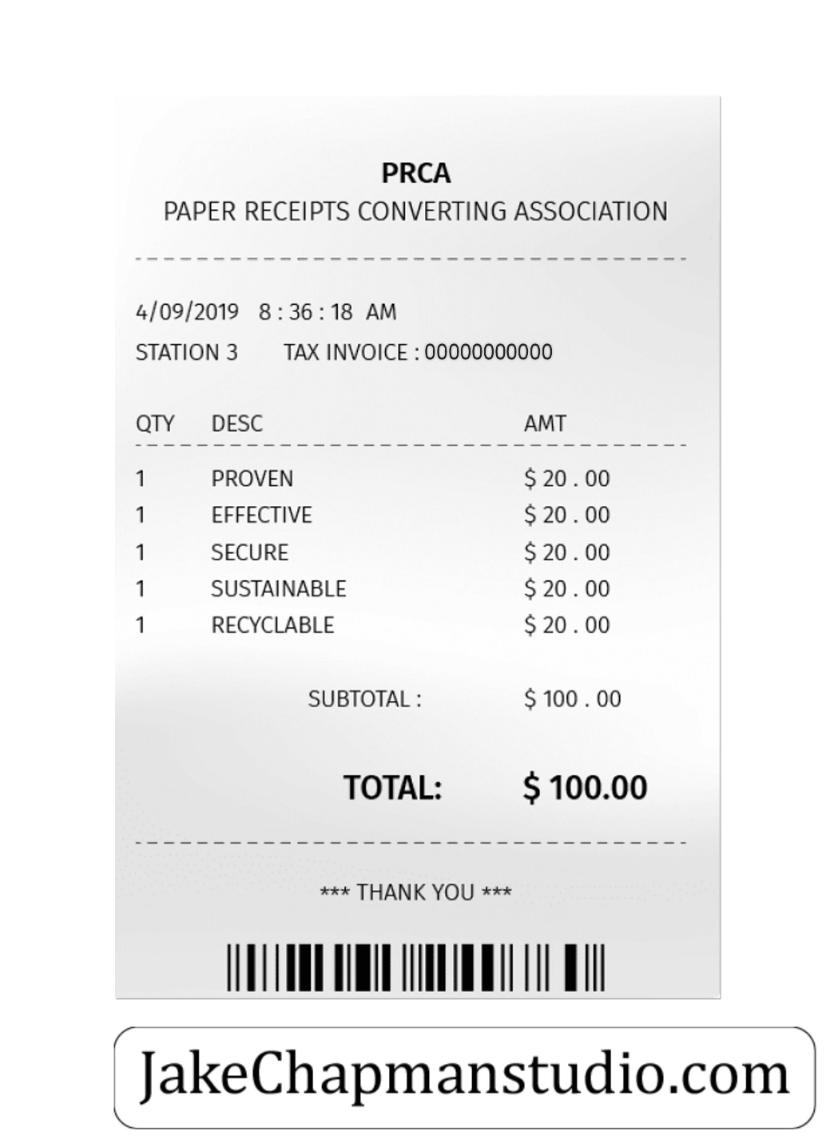 PRCA
PAPER RECEIPTS CONVERTING ASSOCIATION
4/09/2019 8 : 36 : 18 AM
STATION 3 TAX INVOICE : 00000000000
QTY DESC AMT
1 PROVEN $ 20 . 00
1 EFFECTIVE $ 20 . 00
1 SECURE $ 20 . 00
1 SUSTAINABLE $ 20 . 00
1 RECYCLABLE $ 20 . 00
SUBTOTAL : $ 100 . 00
TOTAL: $ 100.00
*** THANK YOU ***
JakeChapmanstudio.com